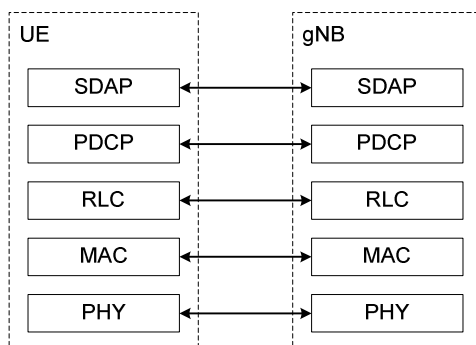 UE gNB
SDAP SDAP
PDCP PDCP
RLC RLC
MAC MAC
PHY PHY